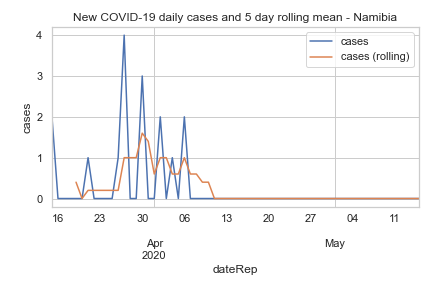 New COVID-19 daily cases and 5 day rolling mean - Namibia
cases
cases (rolling)
cases
4
3
2
1
0
16 23 30 06 13 20 27 04 11
Apr May
2020
dateRep